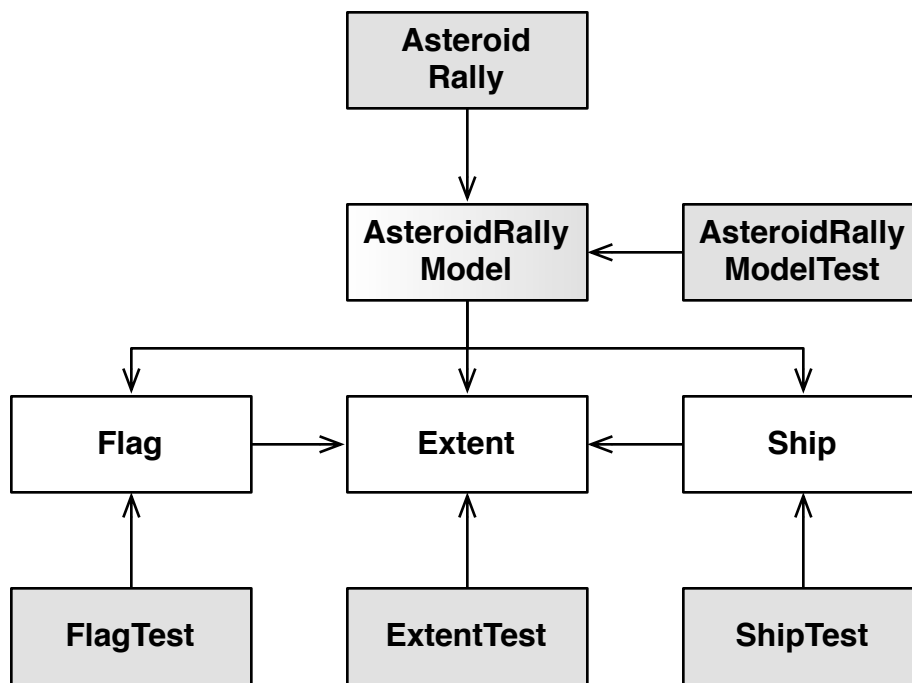 Asteroid
Rally
AsteroidRally
Model
AsteroidRally
ModelTest
Flag
Extent
Ship
FlagTest
ExtentTest
ShipTest